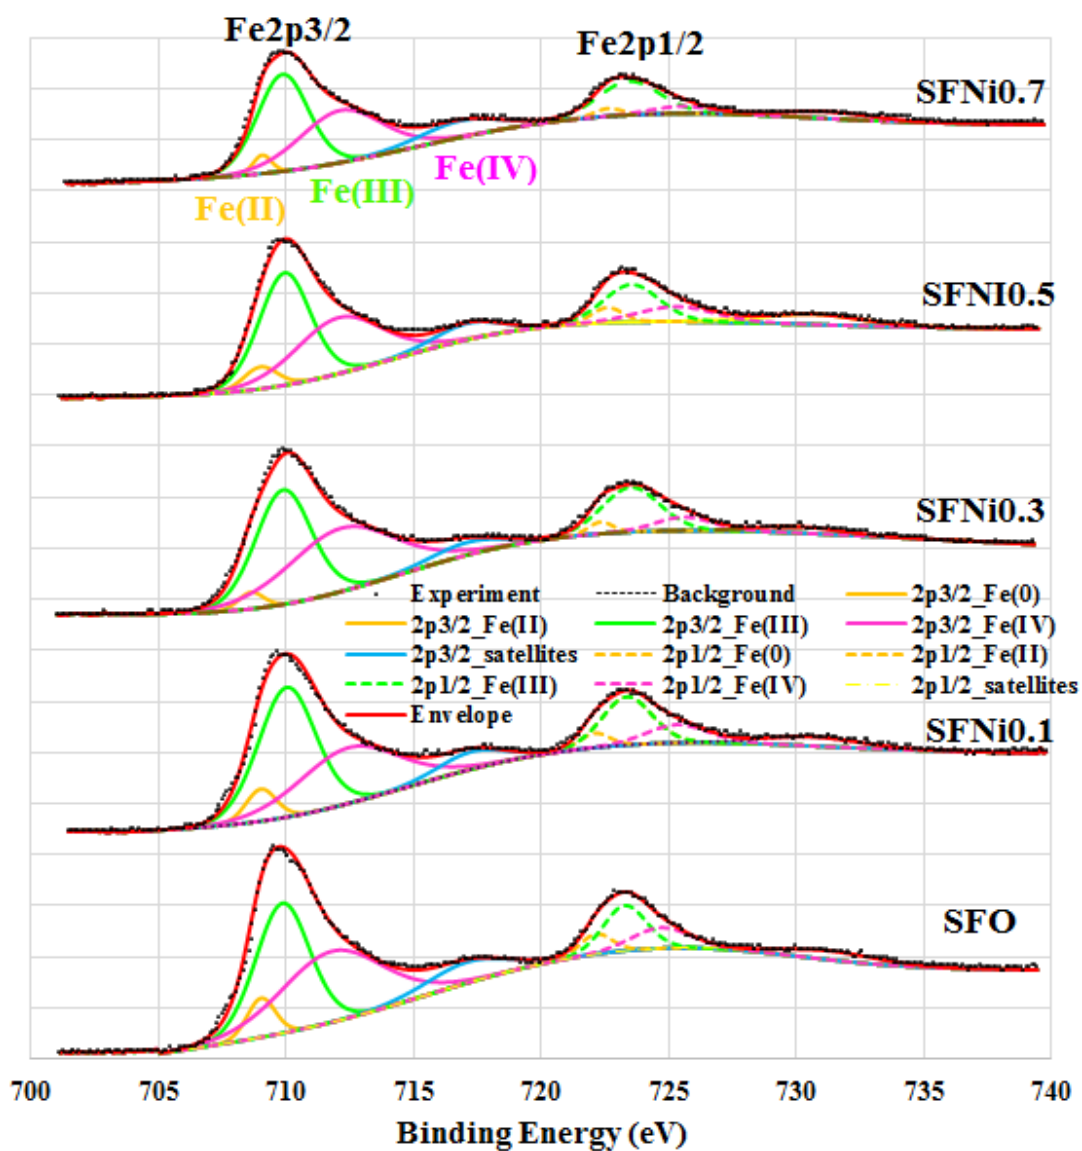 Fe2p3/2
Fe2p1/2
SFNi0.7
Fe(IV)
Fe(III)
Fe(II)
SFNI0.5
SFNi0.3
Experiment Background 2p3/2_Fe(0)
2p3/2_Fe(II) 2p3/2_Fe(III) 2p3/2_Fe(IV)
2p3/2_satellites 2p1/2_Fe(0) 2p1/2_Fe(II)
2p1/2_Fe(III) 2p1/2_Fe(IV) 2p1/2_satellites
Envelope
SFNi0.1
SFO
700 705 710 715 720 725 730 735 740
Binding Energy (eV)